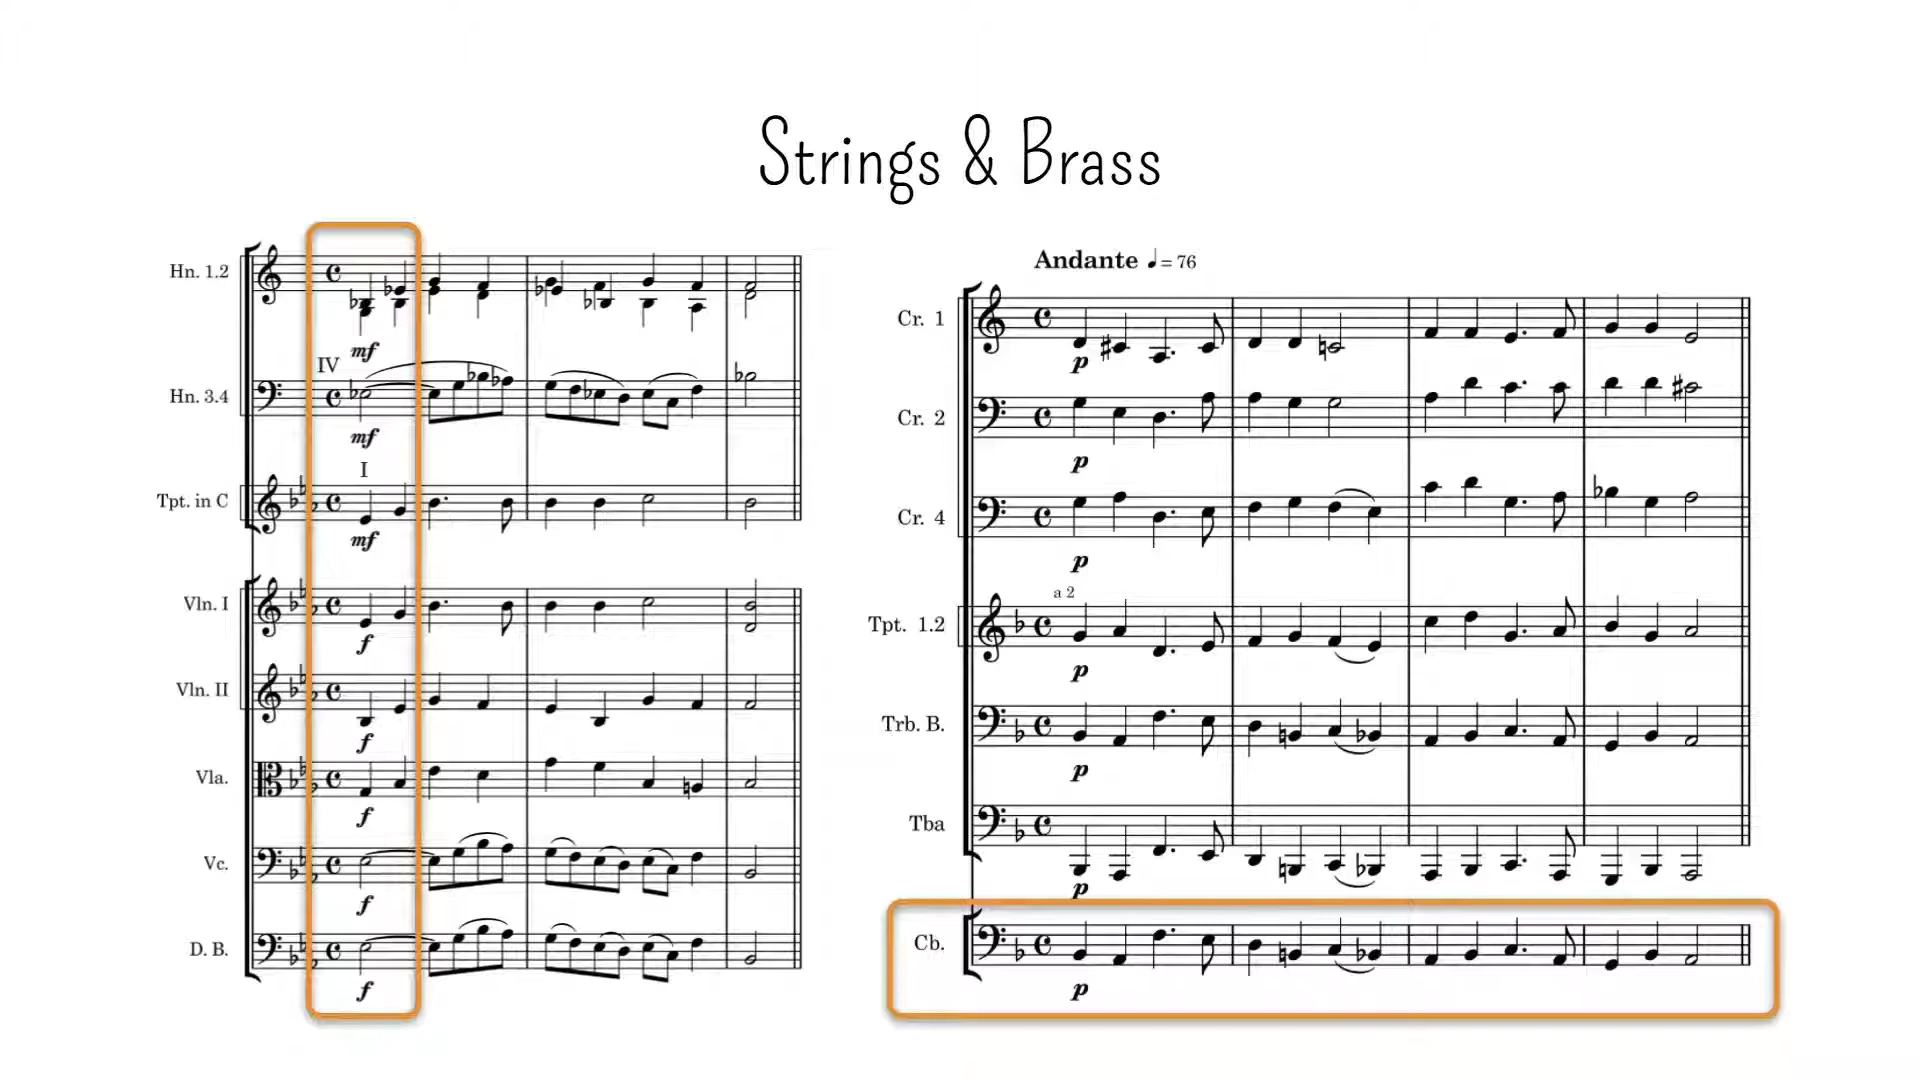 Strings & Brass
Hn. 1.2
mf
IV
Hn. 3.4
mf
I
Tpt. in C
mf
Vln. I
f
Vln. II
f
Vla.
f
Vc.
f
D. B.
f
Andante ♩= 76
Cr. 1
p
Cr. 2
p
Cr. 4
p
a 2
Tpt. 1.2
p
Trb. B.
p
Tba
p
Cb.
p